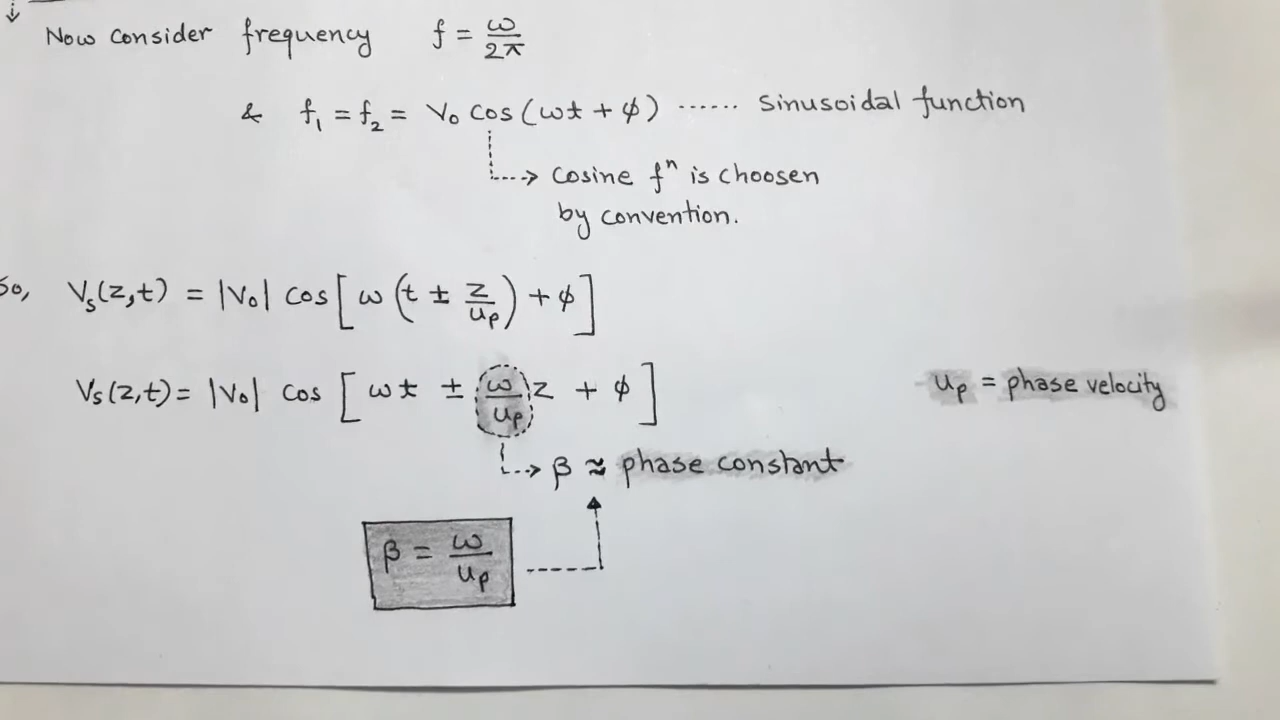 Now consider frequency f = ω/2π
& f₁ = f₂ = V₀ cos(ωt + φ) ...... sinusoidal function
cosine fⁿ is choosen
by convention.
So, Vₛ(z,t) = |V₀| cos[ω(t ± z/uₚ) + φ]
Vₛ(z,t) = |V₀| cos[ωt ± ω/uₚ z + φ] uₚ = phase velocity
β ≈ phase constant
β = ω/uₚ